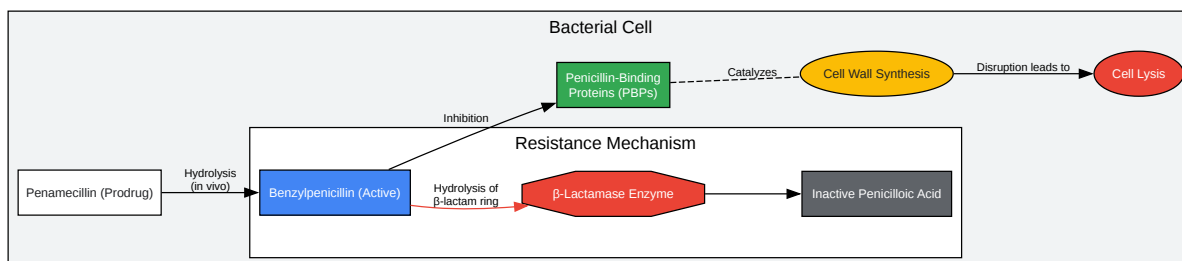 Bacterial Cell
Penicillin-Binding
Proteins (PBPs)
Catalyzes
Cell Wall Synthesis
Disruption leads to
Cell Lysis
Inhibition
Resistance Mechanism
Penamecillin (Prodrug)
Hydrolysis
(in vivo)
Benzylpenicillin (Active)
Hydrolysis of
β-lactam ring
β-Lactamase Enzyme
Inactive Penicilloic Acid